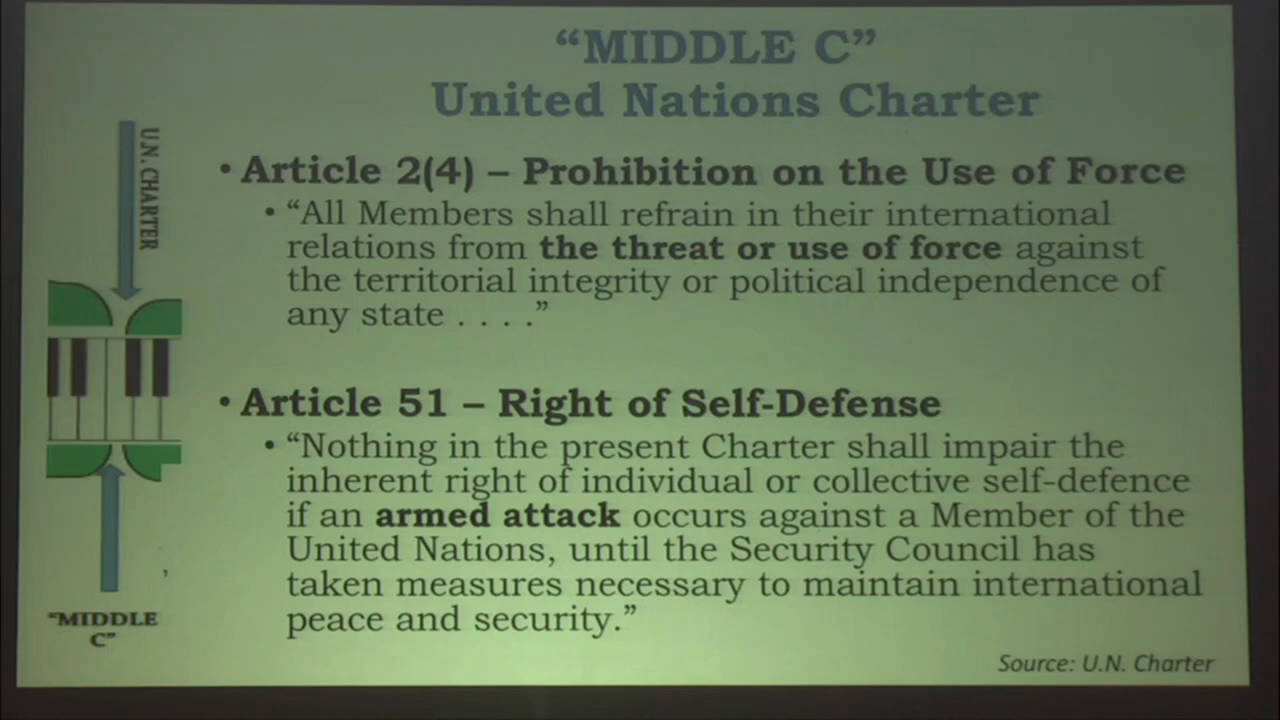 “MIDDLE C”
United Nations Charter
U.N. CHARTER
• Article 2(4) – Prohibition on the Use of Force
• “All Members shall refrain in their international
relations from the threat or use of force against
the territorial integrity or political independence of
any state . . . .”
• Article 51 – Right of Self-Defense
• “Nothing in the present Charter shall impair the
inherent right of individual or collective self-defence
if an armed attack occurs against a Member of the
United Nations, until the Security Council has
taken measures necessary to maintain international
peace and security.”
“MIDDLE
C”
Source: U.N. Charter